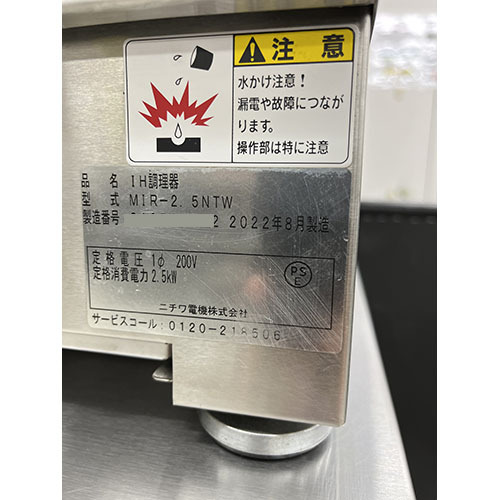 注意
水かけ注意！
漏電や故障につなが
ります。
操作部は特に注意
品 名 IH調理器
型 式 MIR-2.5NTW
製造番号 2 2022年8月製造
定格電圧1φ 200V
定格消費電力2.5kW
PS
E
ニチワ電機株式会社
サービスコール：0120-218506